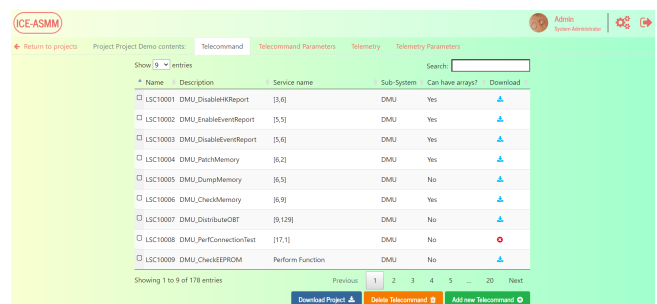 ICE-ASMM
Admin
System Administrator
Return to projects Project Project Demo contents: Telecommand Telecommand Parameters Telemetry Telemetry Parameters
Show 9 entries Search:
Name Description Service name Sub-System Can have arrays? Download
LSC10001 DMU_DisableHKReport [3,6] DMU Yes
LSC10002 DMU_EnableEventReport [5,5] DMU Yes
LSC10003 DMU_DisableEventReport [5,6] DMU Yes
LSC10004 DMU_PatchMemory [6,2] DMU Yes
LSC10005 DMU_DumpMemory [6,5] DMU No
LSC10006 DMU_CheckMemory [6,9] DMU Yes
LSC10007 DMU_DistributeOBT [9,129] DMU No
LSC10008 DMU_PerfConnectionTest [17,1] DMU No
LSC10009 DMU_CheckEEPROM Perform Function DMU No
Showing 1 to 9 of 178 entries Previous 1 2 3 4 5 ... 20 Next
Download Project Delete Telecommand Add new Telecommand